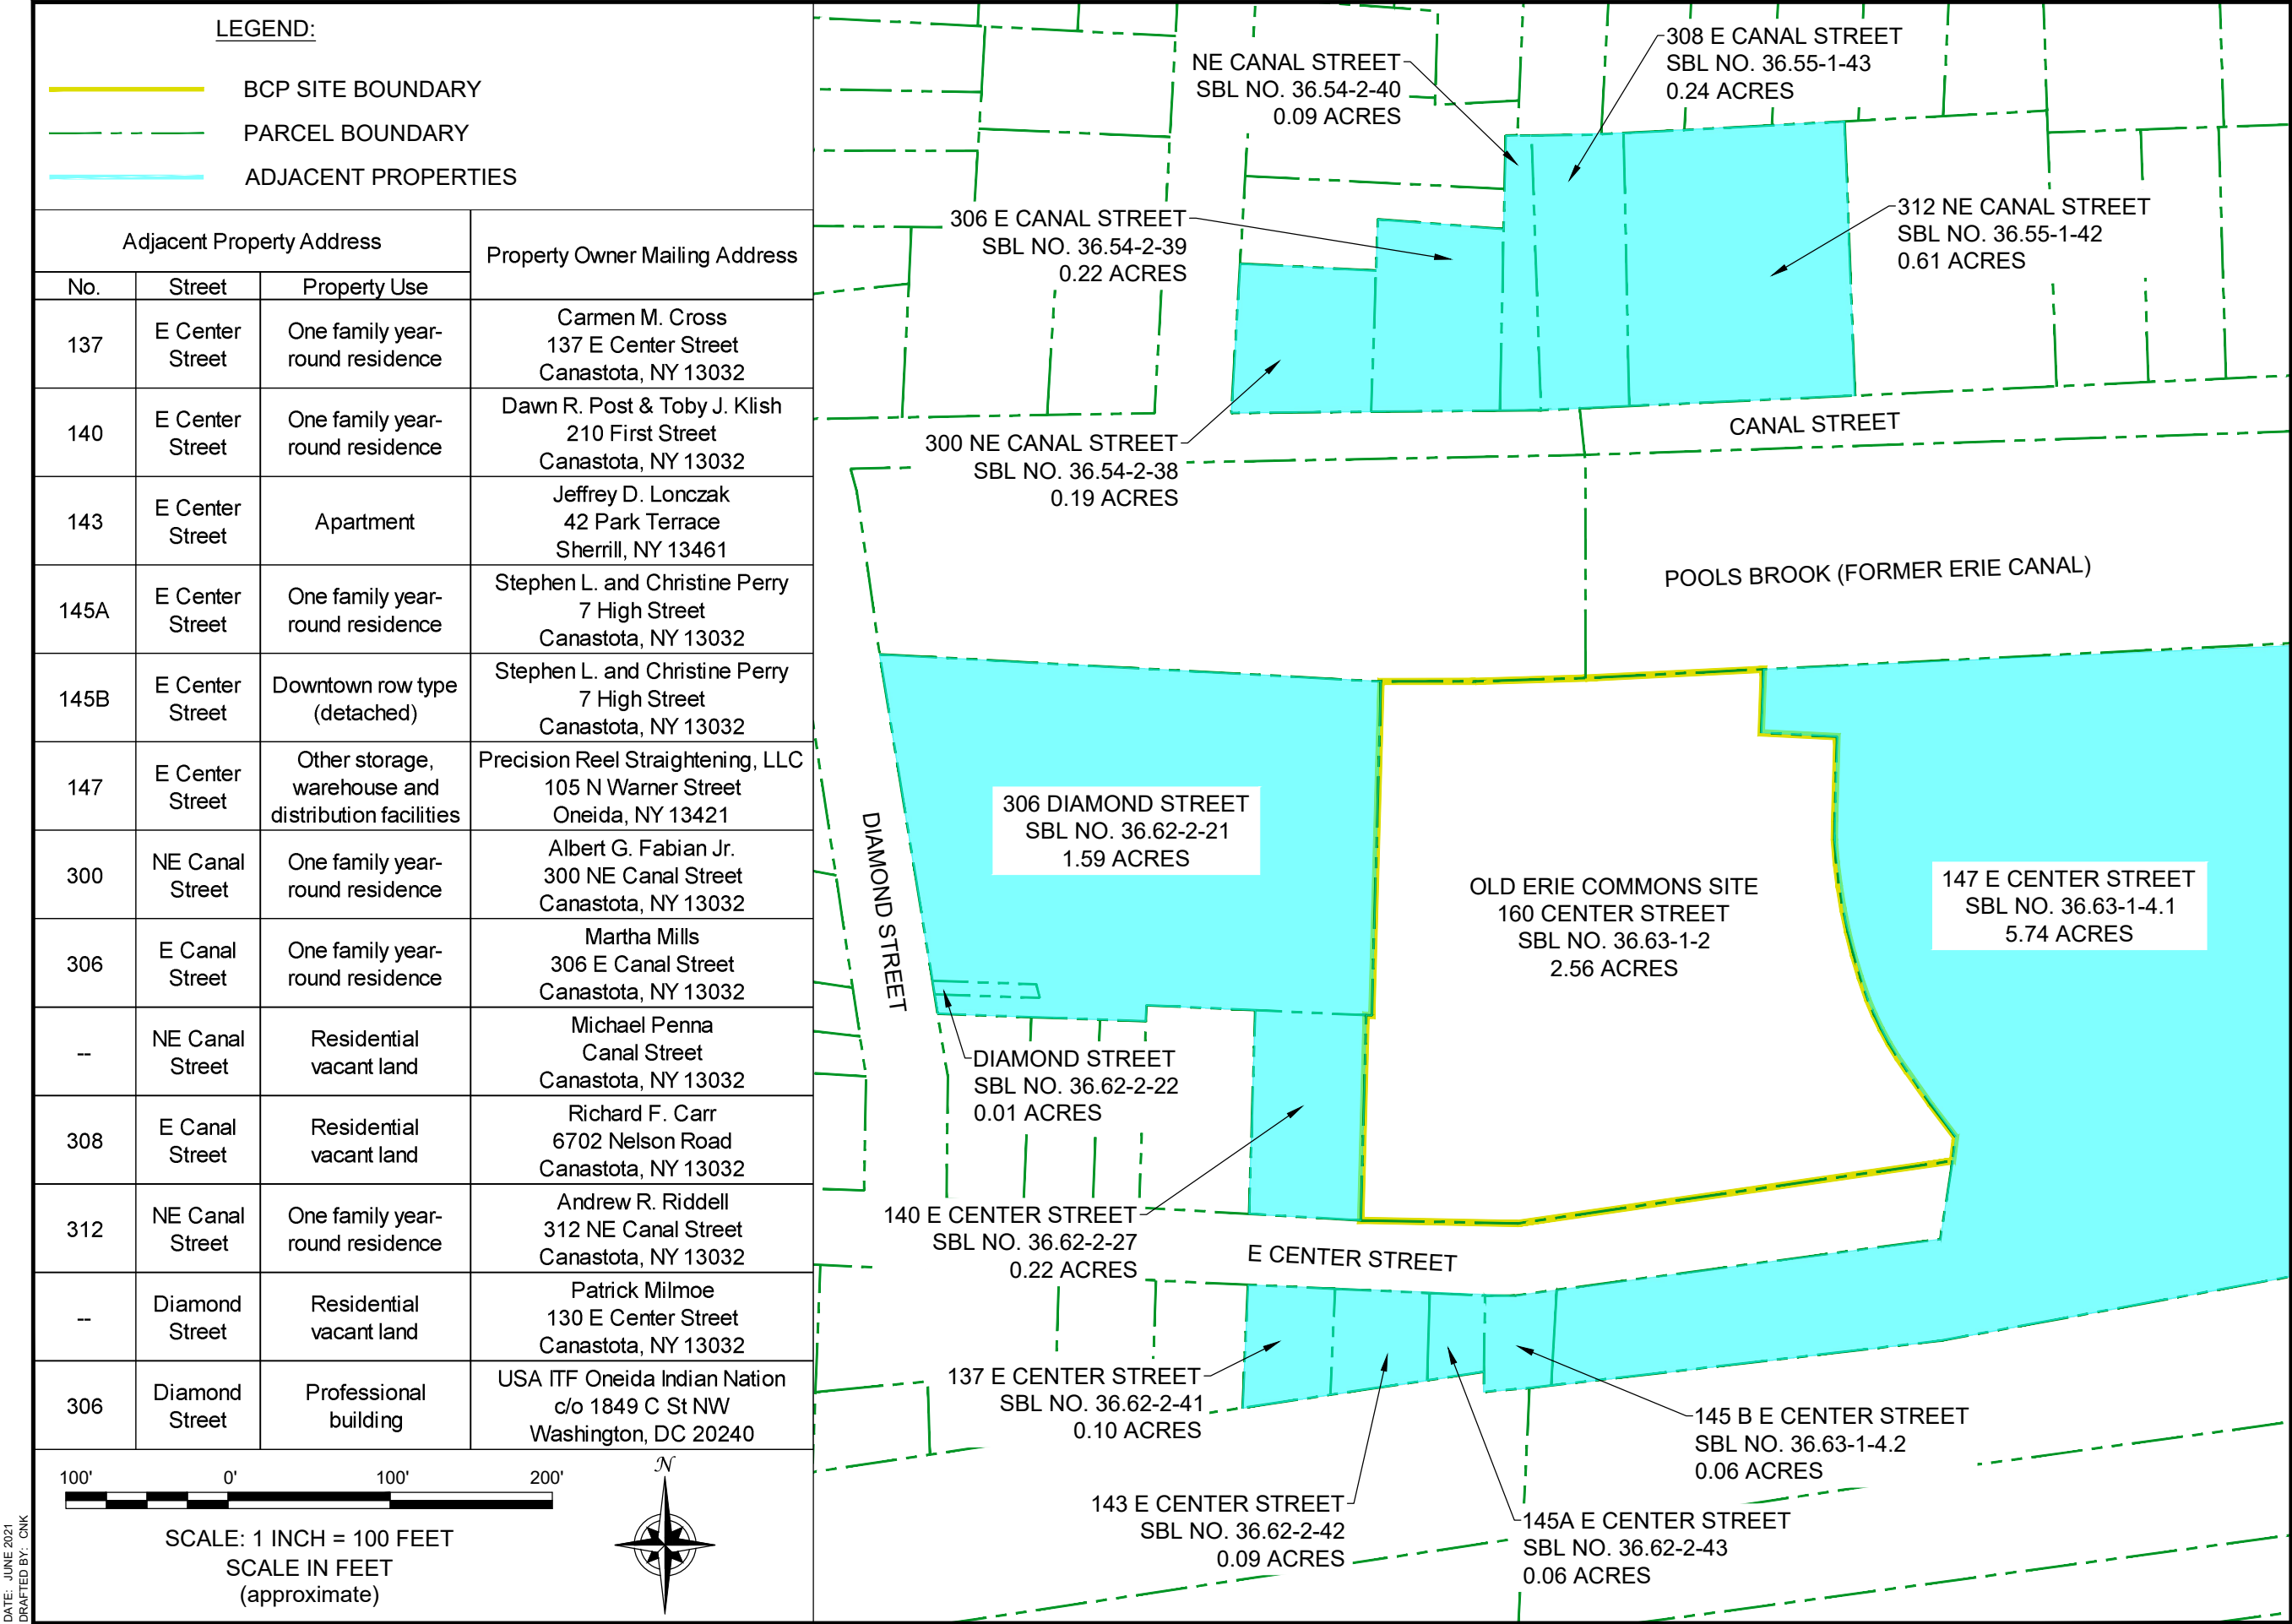 LEGEND:
BCP SITE BOUNDARY
PARCEL BOUNDARY
ADJACENT PROPERTIES
Adjacent Property Address
Property Owner Mailing Address
No.
Street
Property Use
137
E Center
Street
One family year-
round residence
Carmen M. Cross
137 E Center Street
Canastota, NY 13032
140
E Center
Street
One family year-
round residence
Dawn R. Post & Toby J. Klish
210 First Street
Canastota, NY 13032
143
E Center
Street
Apartment
Jeffrey D. Lonczak
42 Park Terrace
Sherrill, NY 13461
145A
E Center
Street
One family year-
round residence
Stephen L. and Christine Perry
7 High Street
Canastota, NY 13032
145B
E Center
Street
Downtown row type
(detached)
Stephen L. and Christine Perry
7 High Street
Canastota, NY 13032
147
E Center
Street
Other storage,
warehouse and
distribution facilities
Precision Reel Straightening, LLC
105 N Warner Street
Oneida, NY 13421
300
NE Canal
Street
One family year-
round residence
Albert G. Fabian Jr.
300 NE Canal Street
Canastota, NY 13032
306
E Canal
Street
One family year-
round residence
Martha Mills
306 E Canal Street
Canastota, NY 13032
--
NE Canal
Street
Residential
vacant land
Michael Penna
Canal Street
Canastota, NY 13032
308
E Canal
Street
Residential
vacant land
Richard F. Carr
6702 Nelson Road
Canastota, NY 13032
312
NE Canal
Street
One family year-
round residence
Andrew R. Riddell
312 NE Canal Street
Canastota, NY 13032
--
Diamond
Street
Residential
vacant land
Patrick Milmoe
130 E Center Street
Canastota, NY 13032
306
Diamond
Street
Professional
building
USA ITF Oneida Indian Nation
c/o 1849 C St NW
Washington, DC 20240
100' 0' 100' 200'
SCALE: 1 INCH = 100 FEET
SCALE IN FEET
(approximate)
N
DATE: JUNE 2021
DRAFTED BY: CNK
NE CANAL STREET
SBL NO. 36.54-2-40
0.09 ACRES
308 E CANAL STREET
SBL NO. 36.55-1-43
0.24 ACRES
306 E CANAL STREET
SBL NO. 36.54-2-39
0.22 ACRES
312 NE CANAL STREET
SBL NO. 36.55-1-42
0.61 ACRES
300 NE CANAL STREET
SBL NO. 36.54-2-38
0.19 ACRES
CANAL STREET
POOLS BROOK (FORMER ERIE CANAL)
DIAMOND STREET
306 DIAMOND STREET
SBL NO. 36.62-2-21
1.59 ACRES
OLD ERIE COMMONS SITE
160 CENTER STREET
SBL NO. 36.63-1-2
2.56 ACRES
147 E CENTER STREET
SBL NO. 36.63-1-4.1
5.74 ACRES
DIAMOND STREET
SBL NO. 36.62-2-22
0.01 ACRES
140 E CENTER STREET
SBL NO. 36.62-2-27
0.22 ACRES
E CENTER STREET
137 E CENTER STREET
SBL NO. 36.62-2-41
0.10 ACRES
145 B E CENTER STREET
SBL NO. 36.63-1-4.2
0.06 ACRES
143 E CENTER STREET
SBL NO. 36.62-2-42
0.09 ACRES
145A E CENTER STREET
SBL NO. 36.62-2-43
0.06 ACRES